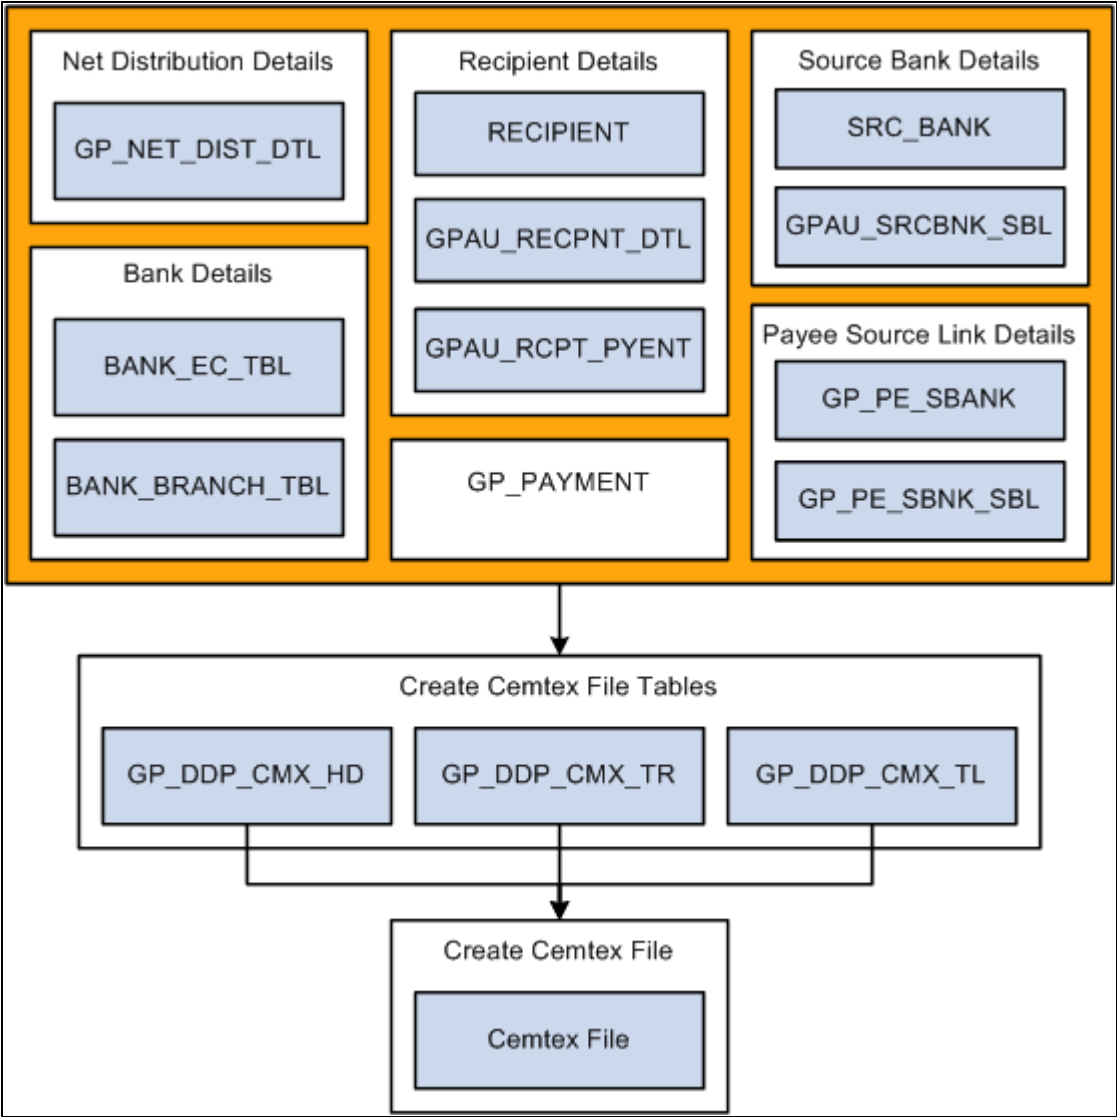 Net Distribution Details
GP_NET_DIST_DTL
Bank Details
BANK_EC_TBL
BANK_BRANCH_TBL
Recipient Details
RECIPIENT
GPAU_RECPNT_DTL
GPAU_RCPT_PYENT
GP_PAYMENT
Source Bank Details
SRC_BANK
GPAU_SRCBNK_SBL
Payee Source Link Details
GP_PE_SBANK
GP_PE_SBNK_SBL
Create Cemtex File Tables
GP_DDP_CMX_HD
GP_DDP_CMX_TR
GP_DDP_CMX_TL
Create Cemtex File
Cemtex File